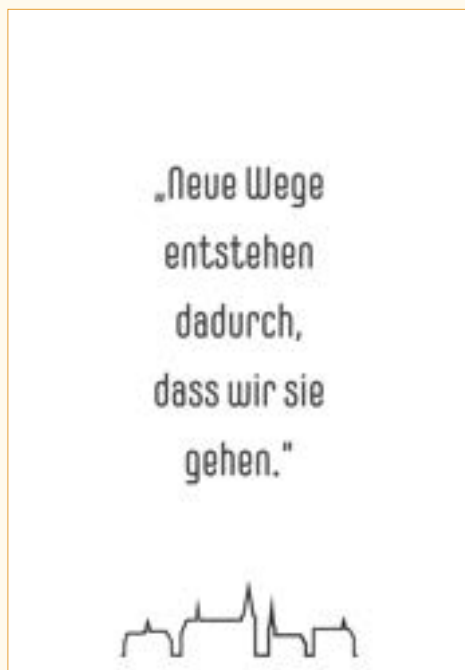 „Neue Wege
entstehen
dadurch,
dass wir sie
gehen."